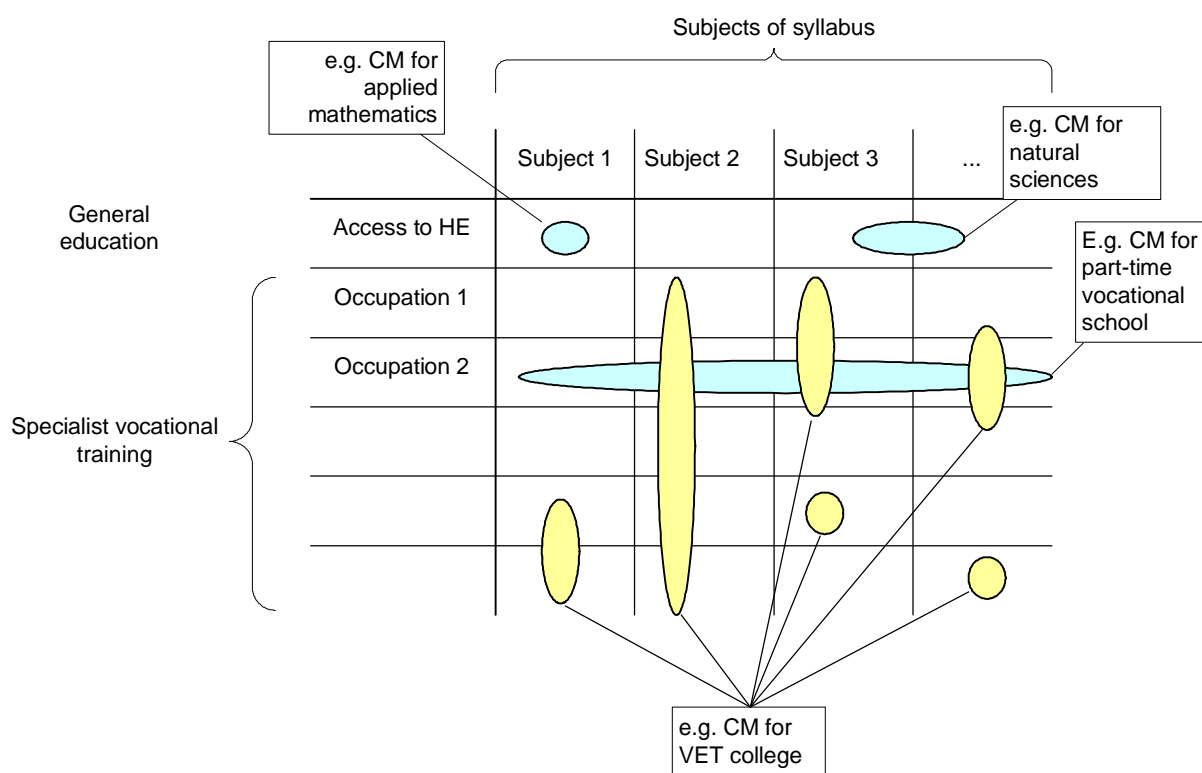 Subjects of syllabus
e.g. CM for
applied
mathematics
e.g. CM for
natural
sciences
Subject 1
Subject 2
Subject 3
...
General
education
Access to HE
E.g. CM for
part-time
vocational
school
Occupation 1
Occupation 2
Specialist vocational
training
e.g. CM for
VET college